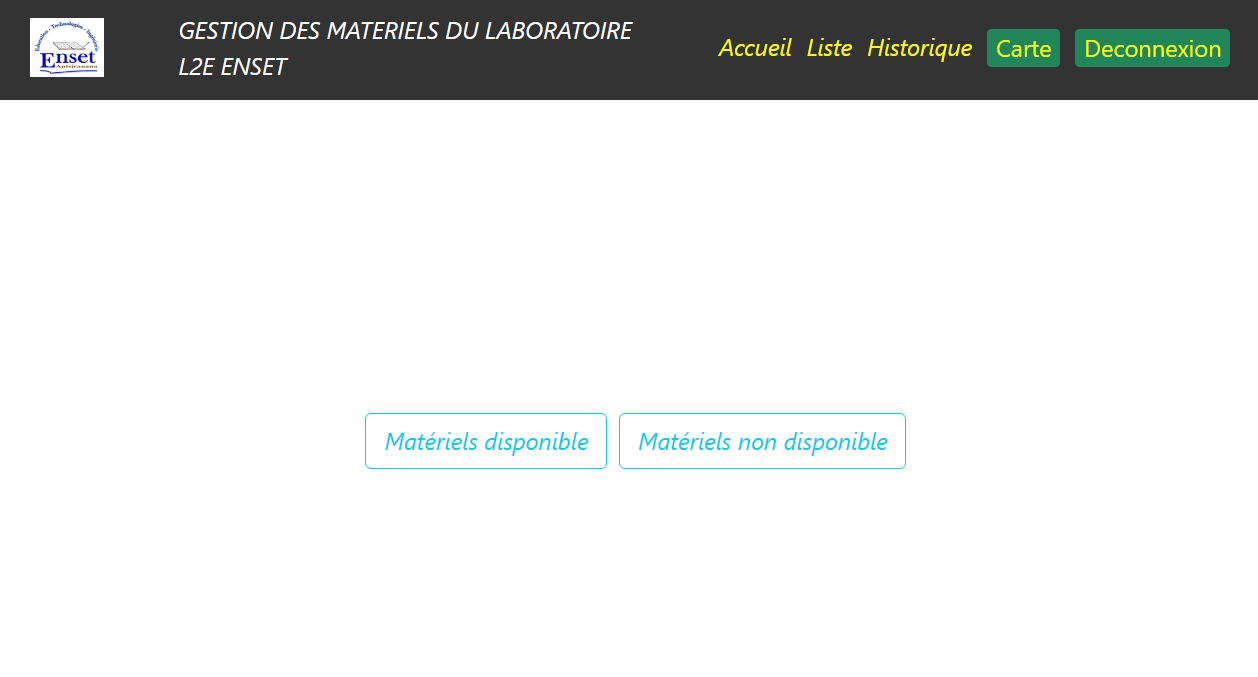 Education - Technologies - Ingénierie
Enset
Antsiranana
GESTION DES MATERIELS DU LABORATOIRE
L2E ENSET
Accueil Liste Historique Carte Deconnexion
Matériels disponible Matériels non disponible